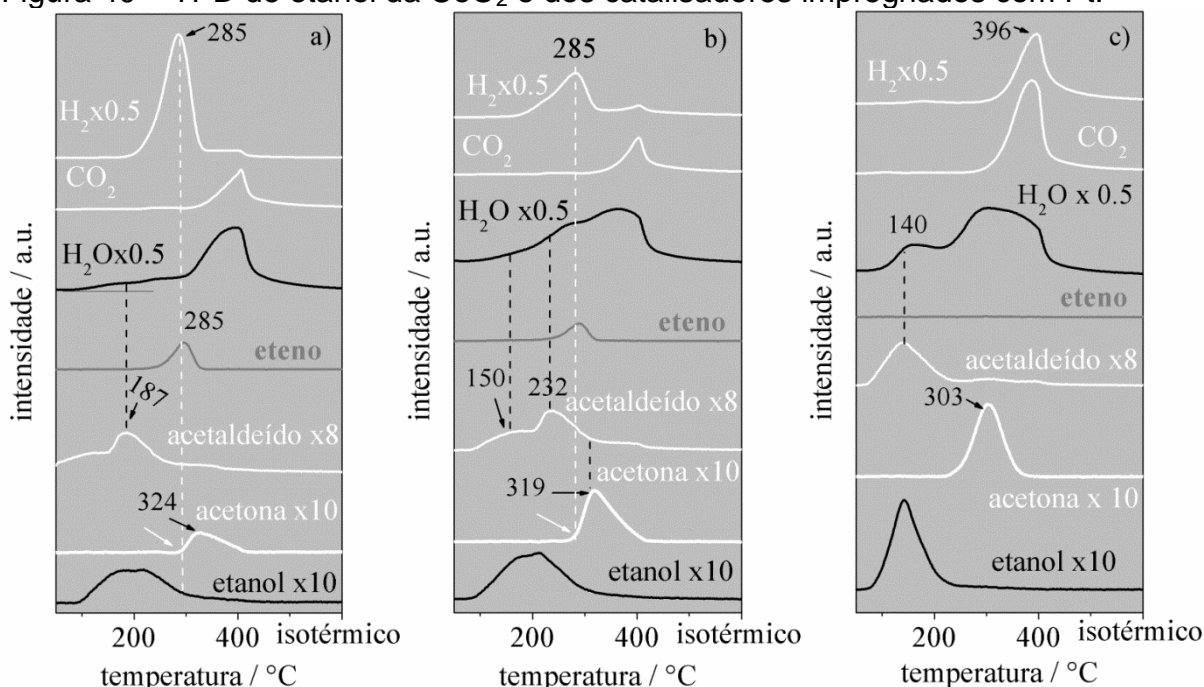 Figura – TPD de etanol da CeO₂ e dos catalisadores impregnados com Pt.
a)
285
H₂x0.5
CO₂
H₂Ox0.5
285
eteno
187
acetaldeído x8
324
acetona x10
etanol x10
intensidade / a.u.
200 400 isotérmico
temperatura / °C
b)
285
H₂x0.5
CO₂
H₂O x0.5
eteno
150
232
acetaldeído x8
acetona x10
319
etanol x10
intensidade / a.u.
200 400 isotérmico
temperatura / °C
c)
396
H₂x0.5
CO₂
H₂O x 0.5
140
eteno
acetaldeído x8
303
acetona x 10
etanol x10
intensidade / a.u.
200 400 isotérmico
temperatura / °C